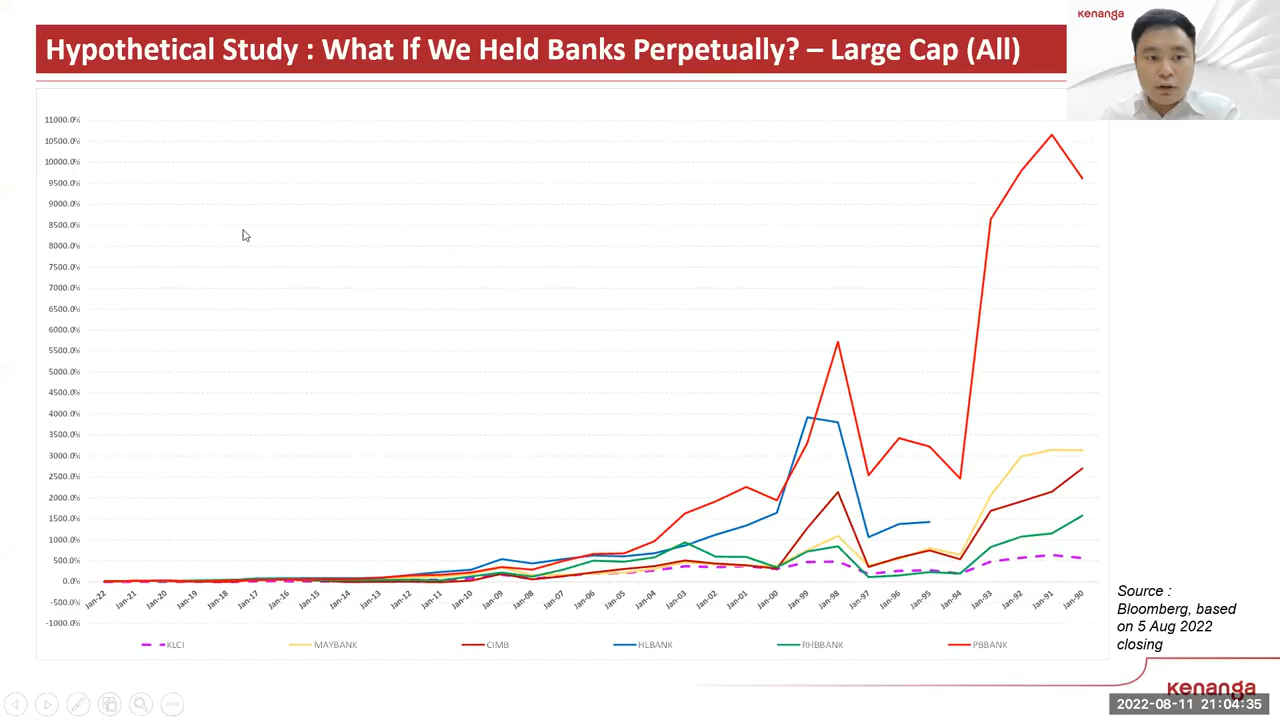 Hypothetical Study : What If We Held Banks Perpetually? – Large Cap (All)
kenanga
11000.0%
10500.0%
10000.0%
9500.0%
9000.0%
8500.0%
8000.0%
7500.0%
7000.0%
6500.0%
6000.0%
5500.0%
5000.0%
4500.0%
4000.0%
3500.0%
3000.0%
2500.0%
2000.0%
1500.0%
1000.0%
500.0%
0.0%
-500.0%
-1000.0%
Jan-22 Jan-21 Jan-20 Jan-19 Jan-18 Jan-17 Jan-16 Jan-15 Jan-14 Jan-13 Jan-12 Jan-11 Jan-10 Jan-09 Jan-08 Jan-07 Jan-06 Jan-05 Jan-04 Jan-03 Jan-02 Jan-01 Jan-00 Jan-99 Jan-98 Jan-97 Jan-96 Jan-95 Jan-94 Jan-93 Jan-92 Jan-91 Jan-90
KLCI MAYBANK CIMB HLBANK RHBBANK PBBANK
Source :
Bloomberg, based
on 5 Aug 2022
closing
kenanga
2022-08-11 21:04:35